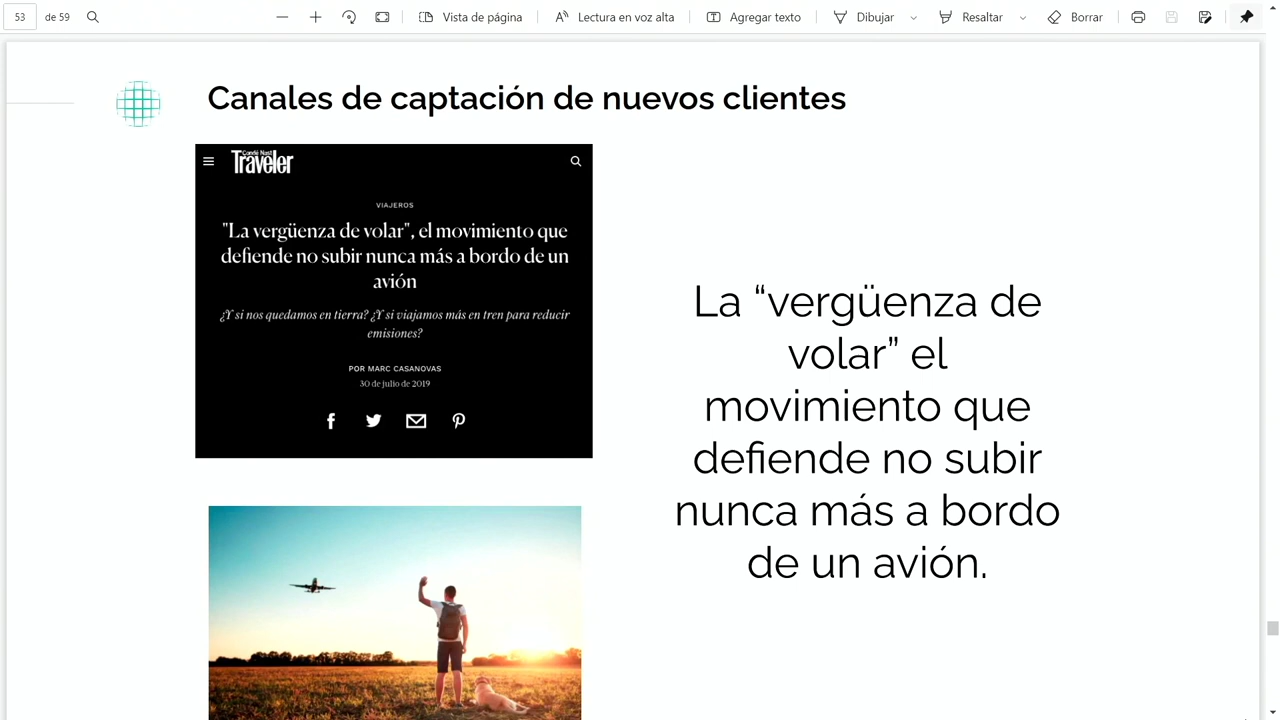 53 de 59 Vista de página Lectura en voz alta Agregar texto Dibujar Resaltar Borrar
Canales de captación de nuevos clientes
Condé Nast
Traveler
VIAJEROS
"La vergüenza de volar", el movimiento que
defiende no subir nunca más a bordo de un
avión
¿Y si nos quedamos en tierra? ¿Y si viajamos más en tren para reducir
emisiones?
POR MARC CASANOVAS
30 de julio de 2019
La “vergüenza de
volar” el
movimiento que
defiende no subir
nunca más a bordo
de un avión.